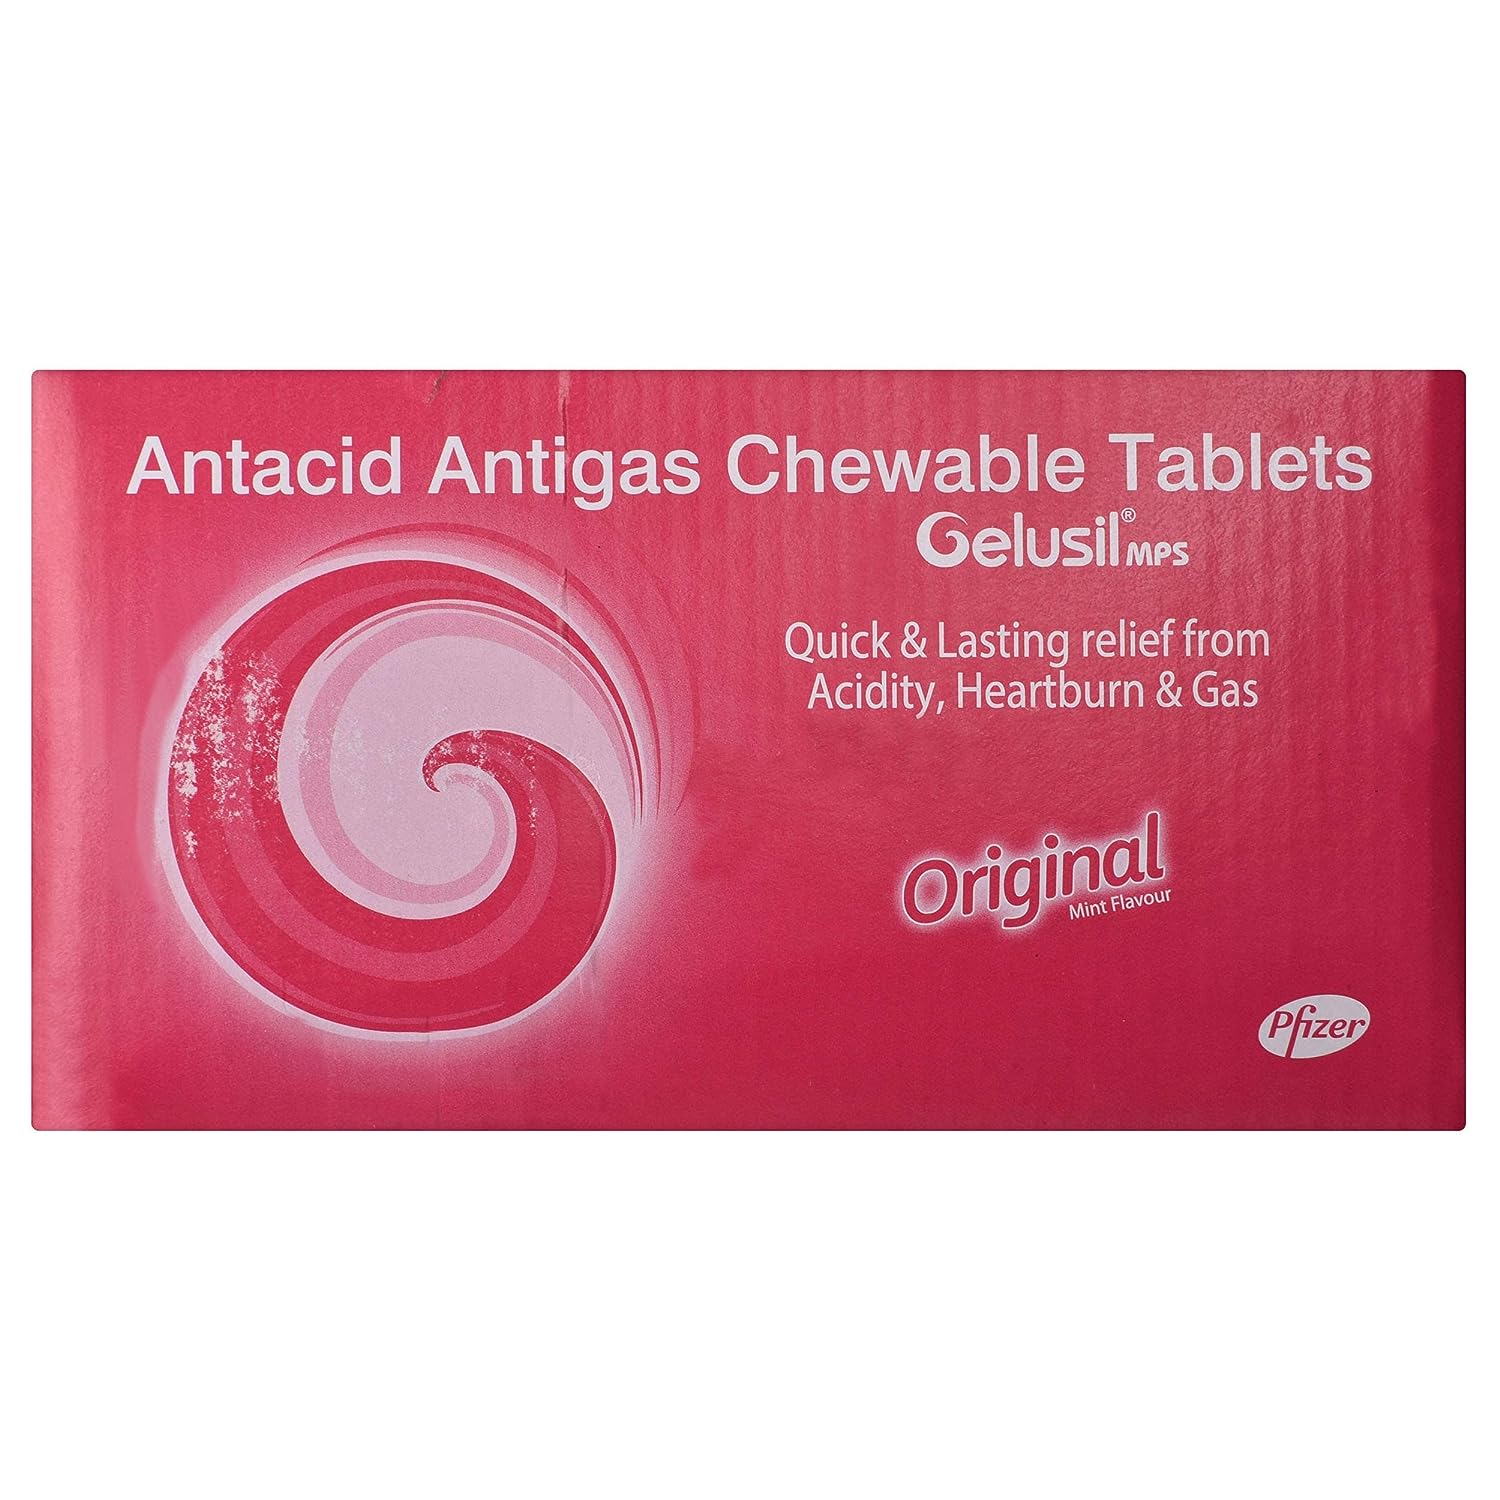 Antacid Antigas Chewable Tablets
Gelusil® MPS
Quick & Lasting relief from
Acidity, Heartburn & Gas
Original
Mint Flavour
Pfizer